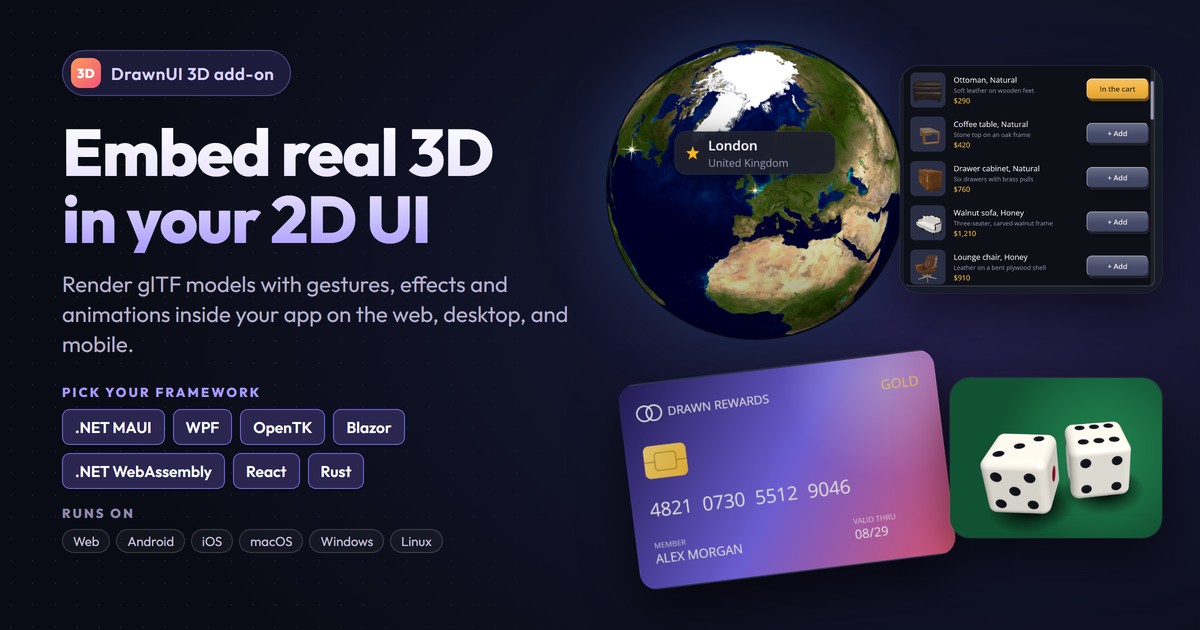 3D DrawnUI 3D add-on
Embed real 3D
in your 2D UI
Render glTF models with gestures, effects and
animations inside your app on the web, desktop, and
mobile.
PICK YOUR FRAMEWORK
.NET MAUI WPF OpenTK Blazor
.NET WebAssembly React Rust
RUNS ON
Web Android iOS macOS Windows Linux
London
United Kingdom
Ottoman, Natural
Soft leather on wooden feet
$290
In the cart
Coffee table, Natural
Stone top on an oak frame
$420
+ Add
Drawer cabinet, Natural
Six drawers with brass pulls
$760
+ Add
Walnut sofa, Honey
Three-seater, carved walnut frame
$1,210
+ Add
Lounge chair, Honey
Leather on a bent plywood shell
$910
+ Add
DRAWN REWARDS
GOLD
4821 0730 5512 9046
VALID THRU
08/29
MEMBER
ALEX MORGAN